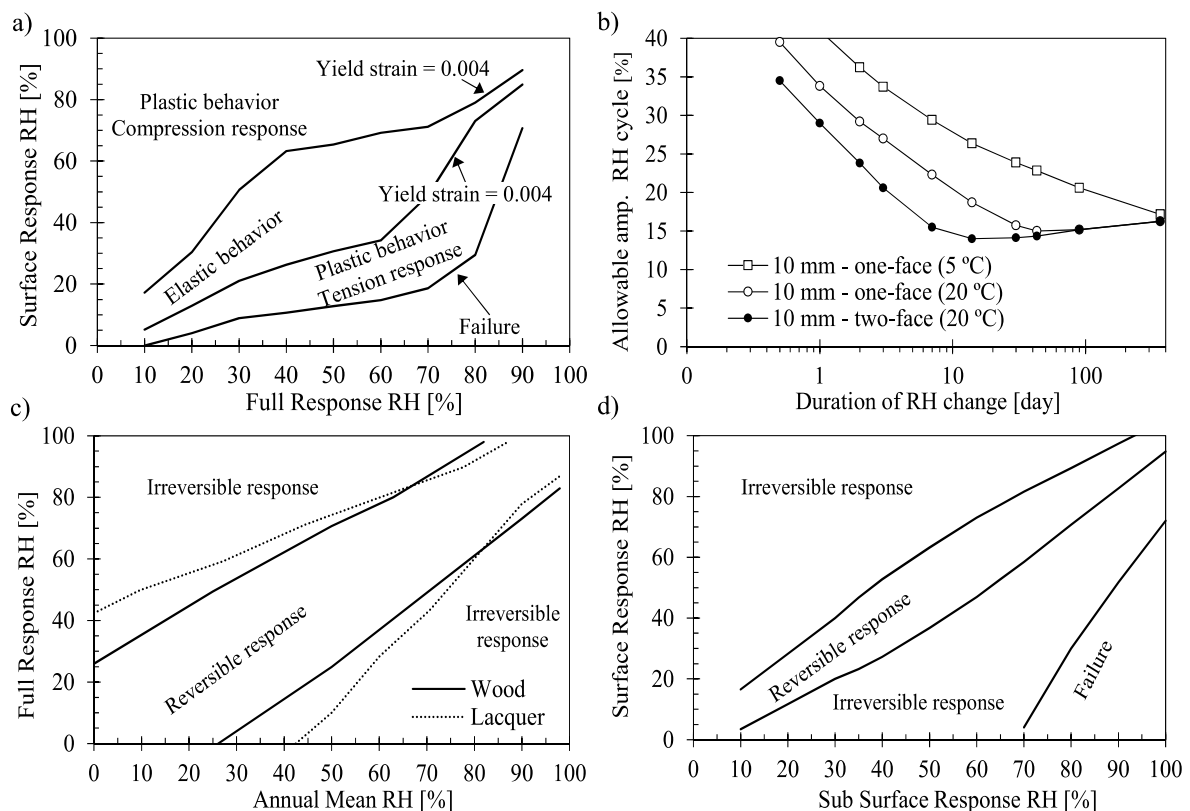 a)
Surface Response RH [%]
100
80
60
40
20
0
Yield strain = 0.004
Plastic behavior
Compression response
Yield strain = 0.004
Elastic behavior
Plastic behavior
Tension response
Failure
0 10 20 30 40 50 60 70 80 90 100
Full Response RH [%]
b)
Allowable amp. RH cycle [%]
40
35
30
25
20
15
10
5
0
10 mm - one-face (5 ºC)
10 mm - one-face (20 ºC)
10 mm - two-face (20 ºC)
0 1 10 100
Duration of RH change [day]
c)
Full Response RH [%]
100
80
60
40
20
0
Irreversible response
Reversible response
Irreversible
response
Wood
Lacquer
0 10 20 30 40 50 60 70 80 90 100
Annual Mean RH [%]
d)
Surface Response RH [%]
100
80
60
40
20
0
Irreversible response
Reversible response
Irreversible response
Failure
0 10 20 30 40 50 60 70 80 90 100
Sub Surface Response RH [%]